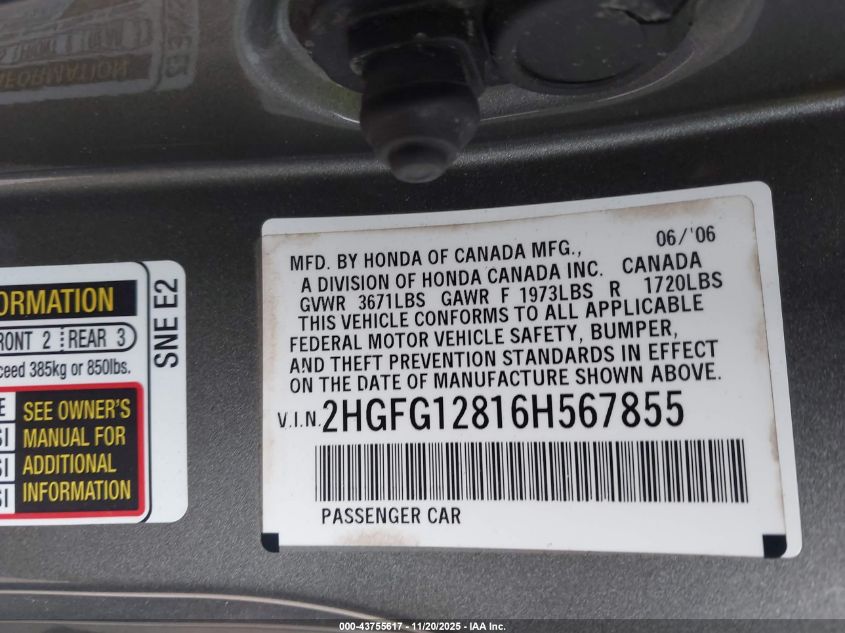 ORMATION
RONT 2 REAR 3
ceed 385kg or 850lbs.
E SEE OWNER'S
SI MANUAL FOR
SI ADDITIONAL
SI INFORMATION
SNE E2
06/'06
MFD. BY HONDA OF CANADA MFG.,
A DIVISION OF HONDA CANADA INC. CANADA
GVWR 3671LBS GAWR F 1973LBS R 1720LBS
THIS VEHICLE CONFORMS TO ALL APPLICABLE
FEDERAL MOTOR VEHICLE SAFETY, BUMPER,
AND THEFT PREVENTION STANDARDS IN EFFECT
ON THE DATE OF MANUFACTURE SHOWN ABOVE.
V.I.N. 2HGFG12816H567855
PASSENGER CAR
000-43755617 - 11/20/2025 - IAA Inc.